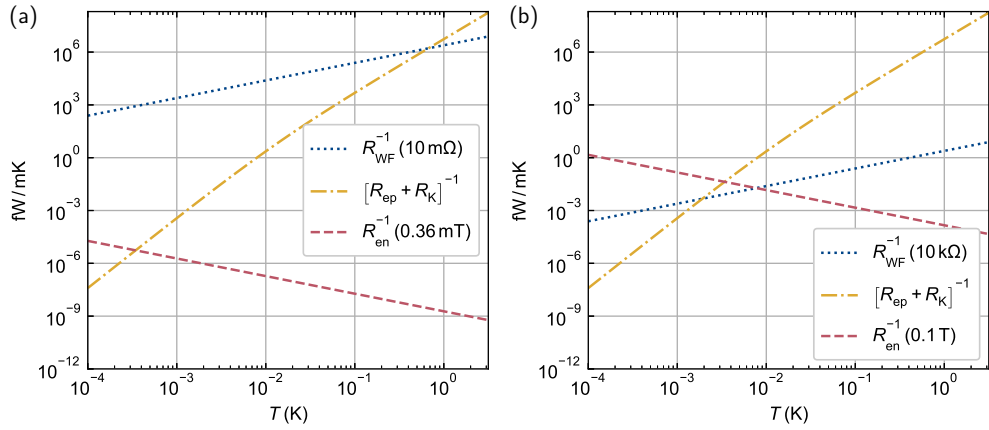 (a)
fW / mK
10^6
10^3
10^0
10^−3
10^−6
10^−9
10^−12
10^−4
10^−3
10^−2
10^−1
10^0
T (K)
R_WF^−1 (10 mΩ)
[R_ep + R_K]^−1
R_en^−1 (0.36 mT)
(b)
fW / mK
10^6
10^3
10^0
10^−3
10^−6
10^−9
10^−12
10^−4
10^−3
10^−2
10^−1
10^0
T (K)
R_WF^−1 (10 kΩ)
[R_ep + R_K]^−1
R_en^−1 (0.1 T)